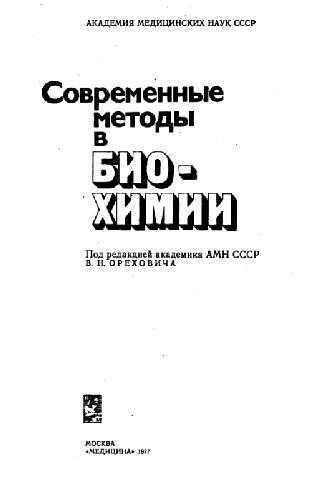 АКАДЕМИЯ МЕДИЦИНСКИХ НАУК СССР
Современные
методы
в
БИО-
ХИМИИ
Под редакцией академика АМН СССР
В. Н. ОРЕХОВИЧА
МОСКВА
«МЕДИЦИНА» 1977